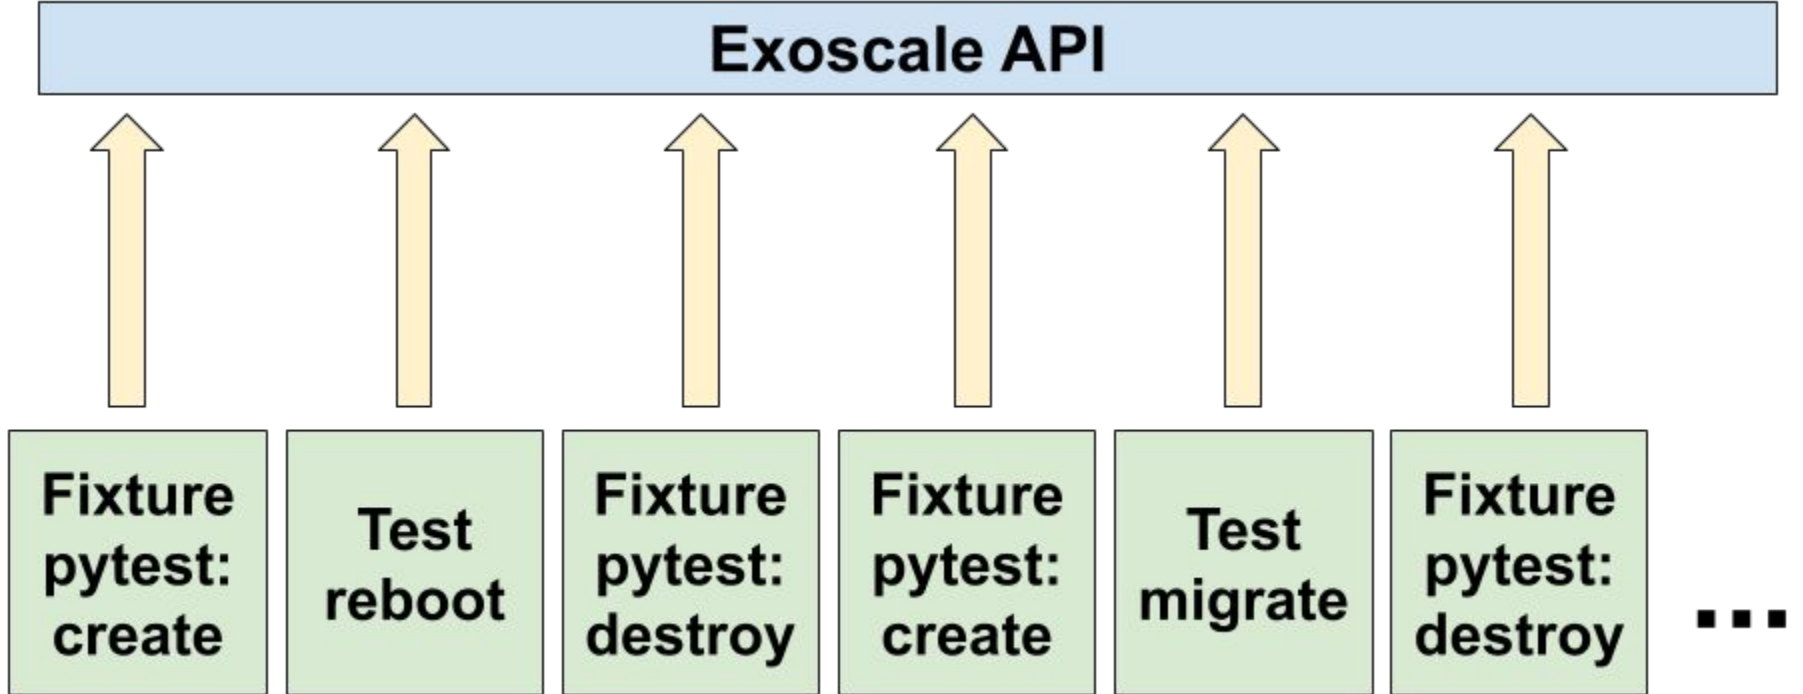 Exoscale API
Fixture
pytest:
create
Test
reboot
Fixture
pytest:
destroy
Fixture
pytest:
create
Test
migrate
Fixture
pytest:
destroy
...